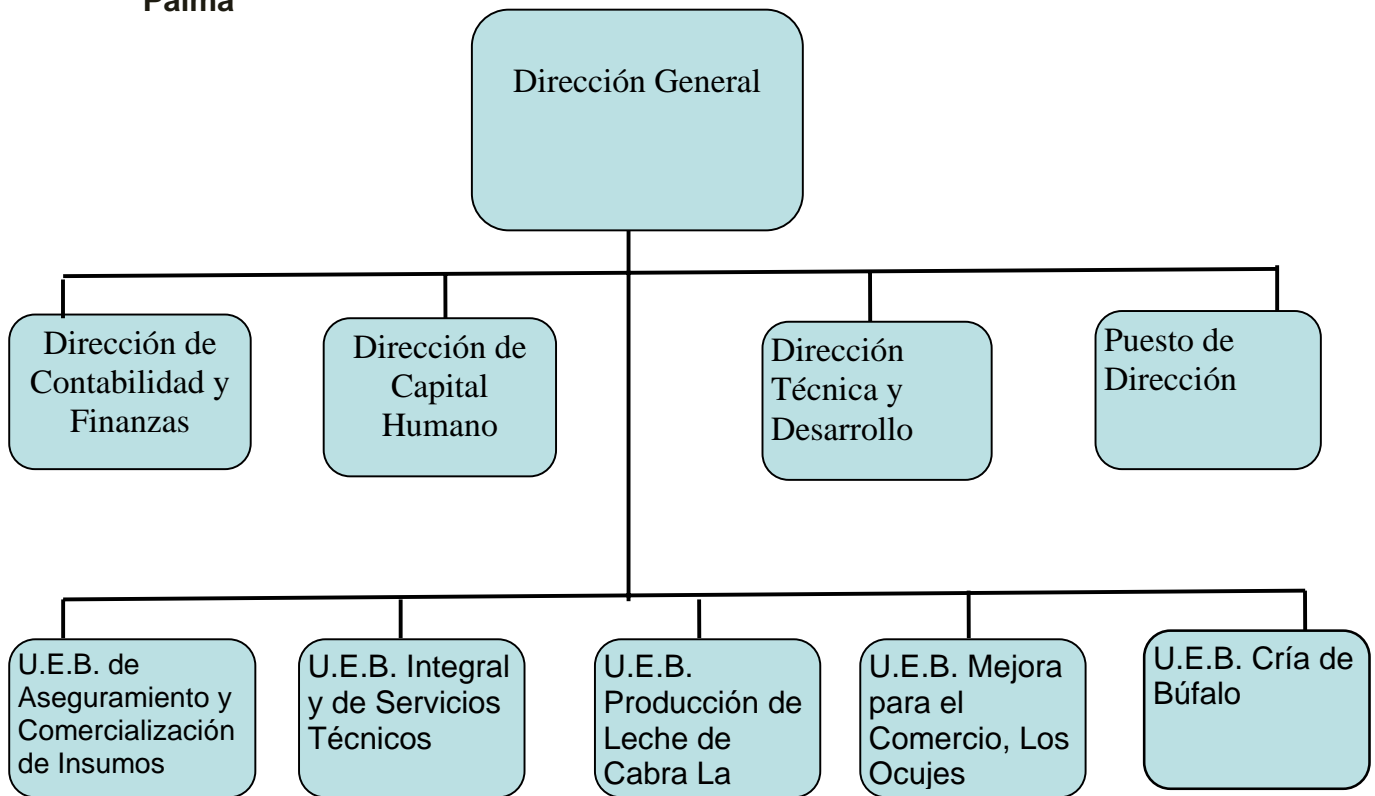 Palma
Dirección General
Dirección de
Contabilidad y
Finanzas
Dirección de
Capital
Humano
Dirección
Técnica y
Desarrollo
Puesto de
Dirección
U.E.B. de
Aseguramiento y
Comercialización
de Insumos
U.E.B. Integral
y de Servicios
Técnicos
U.E.B.
Producción de
Leche de
Cabra La
U.E.B. Mejora
para el
Comercio, Los
Ocujes
U.E.B. Cría de
Búfalo